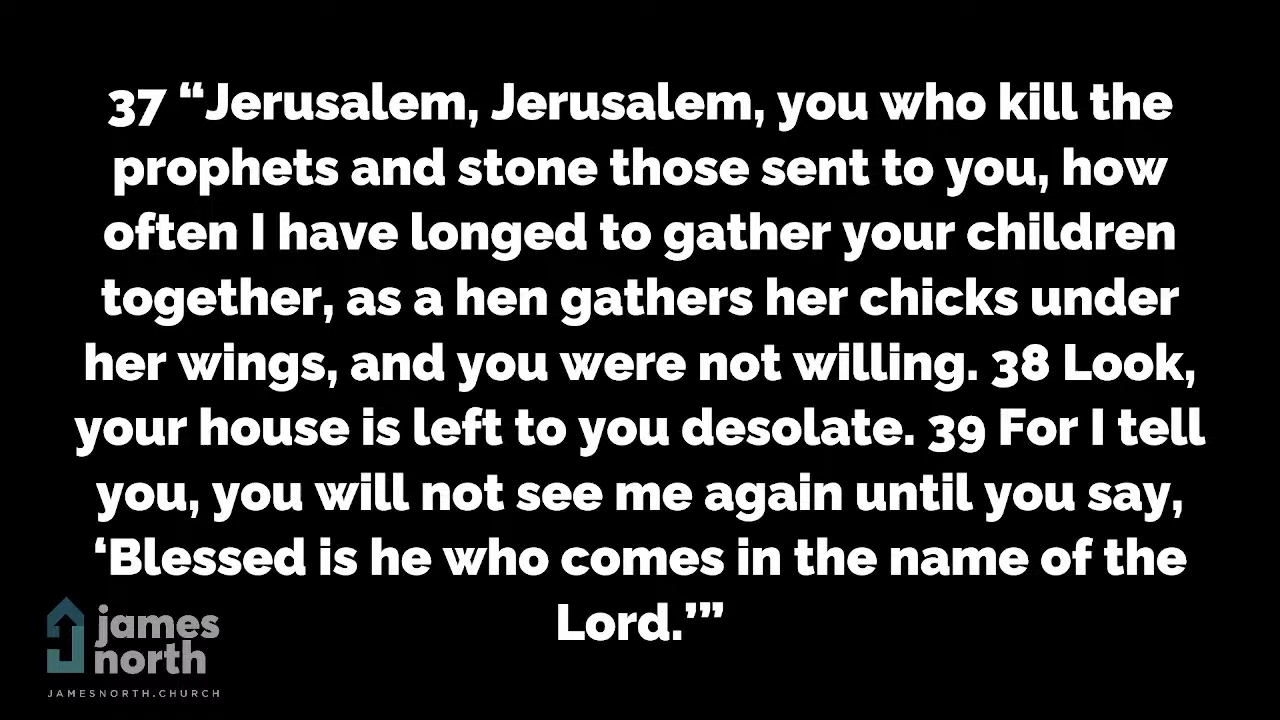 37 “Jerusalem, Jerusalem, you who kill the
prophets and stone those sent to you, how
often I have longed to gather your children
together, as a hen gathers her chicks under
her wings, and you were not willing. 38 Look,
your house is left to you desolate. 39 For I tell
you, you will not see me again until you say,
‘Blessed is he who comes in the name of the
Lord.’”
james
north
JAMESNORTH.CHURCH